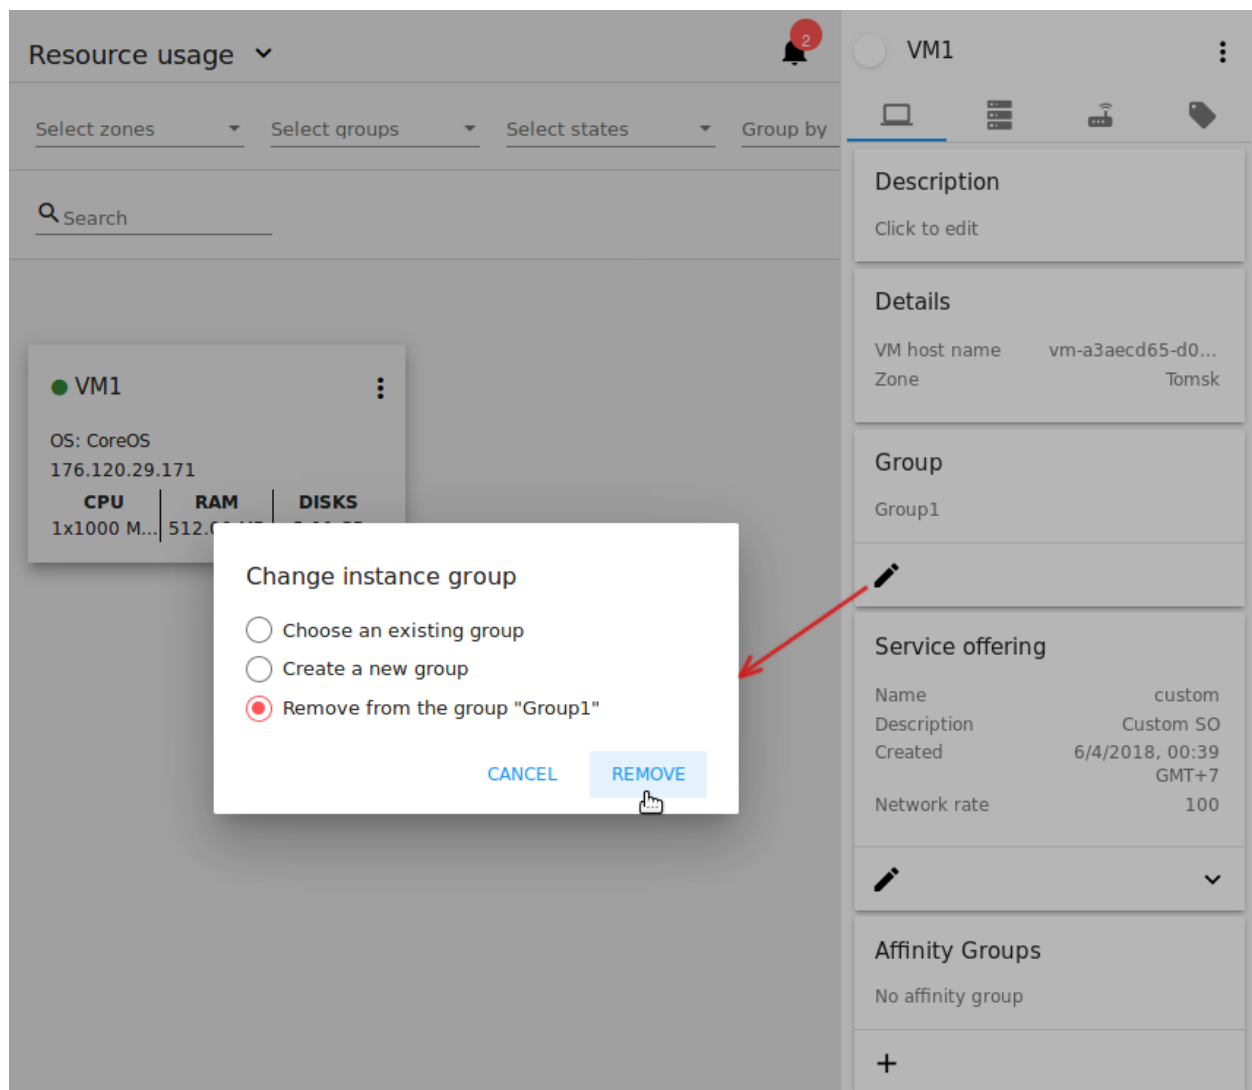 Resource usage
2
Select zones
Select groups
Select states
Group by
Search
VM1
OS: CoreOS
176.120.29.171
CPU RAM DISKS
1x1000 M... 512.
Change instance group
Choose an existing group
Create a new group
Remove from the group "Group1"
CANCEL REMOVE
VM1
Description
Click to edit
Details
VM host name vm-a3aecd65-d0...
Zone Tomsk
Group
Group1
Service offering
Name custom
Description Custom SO
Created 6/4/2018, 00:39
GMT+7
Network rate 100
Affinity Groups
No affinity group